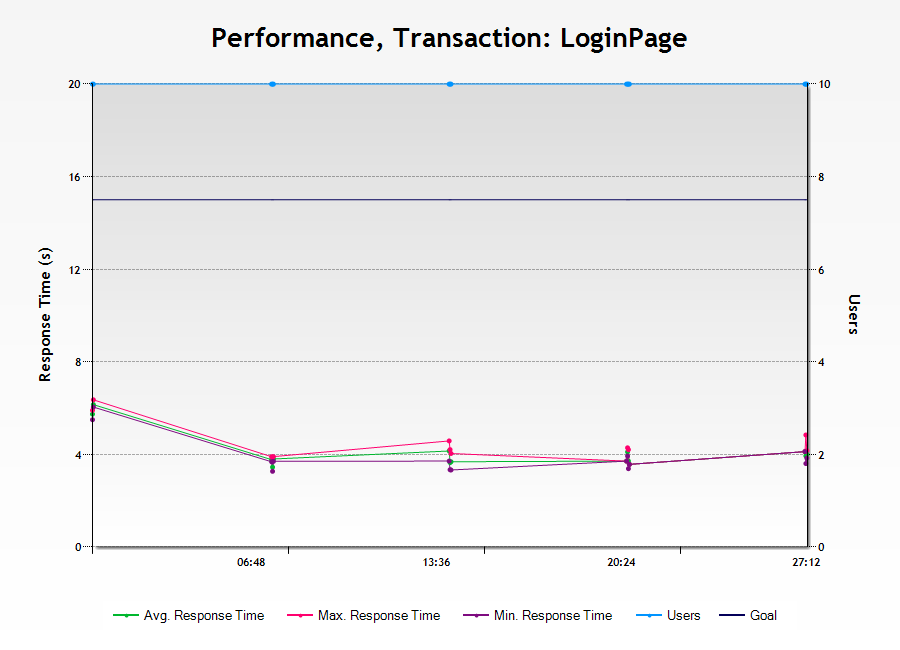 Performance, Transaction: LoginPage
20
16
12
8
4
0
Response Time (s)
10
8
6
4
2
0
Users
06:48 13:36 20:24 27:12
Avg. Response Time Max. Response Time Min. Response Time Users Goal